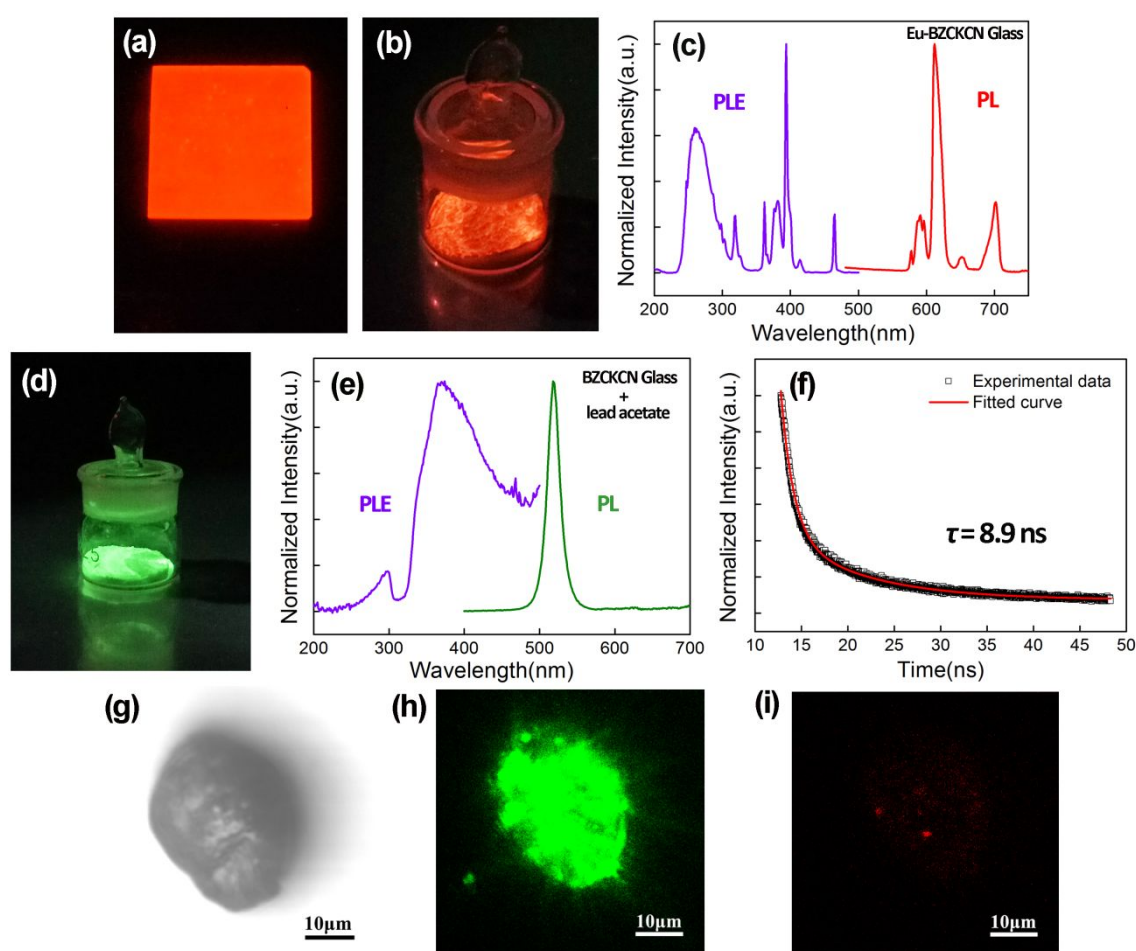 (a)
(b)
(c)
Eu-BZCKCN Glass
PLE
PL
Normalized Intensity(a.u.)
200 300 400 500 600 700
Wavelength(nm)
(d)
(e)
BZCKCN Glass
+
lead acetate
PLE
PL
Normalized Intensity(a.u.)
200 300 400 500 600 700
Wavelength(nm)
(f)
Experimental data
Fitted curve
τ = 8.9 ns
Normalized Intensity(a.u.)
10 15 20 25 30 35 40 45 50
Time(ns)
(g)
10μm
(h)
10μm
(i)
10μm